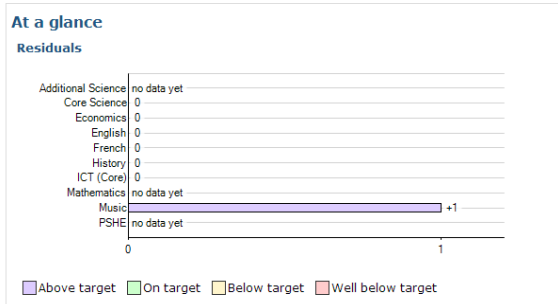 At a glance
Residuals
Additional Science no data yet
Core Science 0
Economics 0
English 0
French 0
History 0
ICT (Core) 0
Mathematics no data yet
Music +1
PSHE no data yet
0 1
Above target On target Below target Well below target